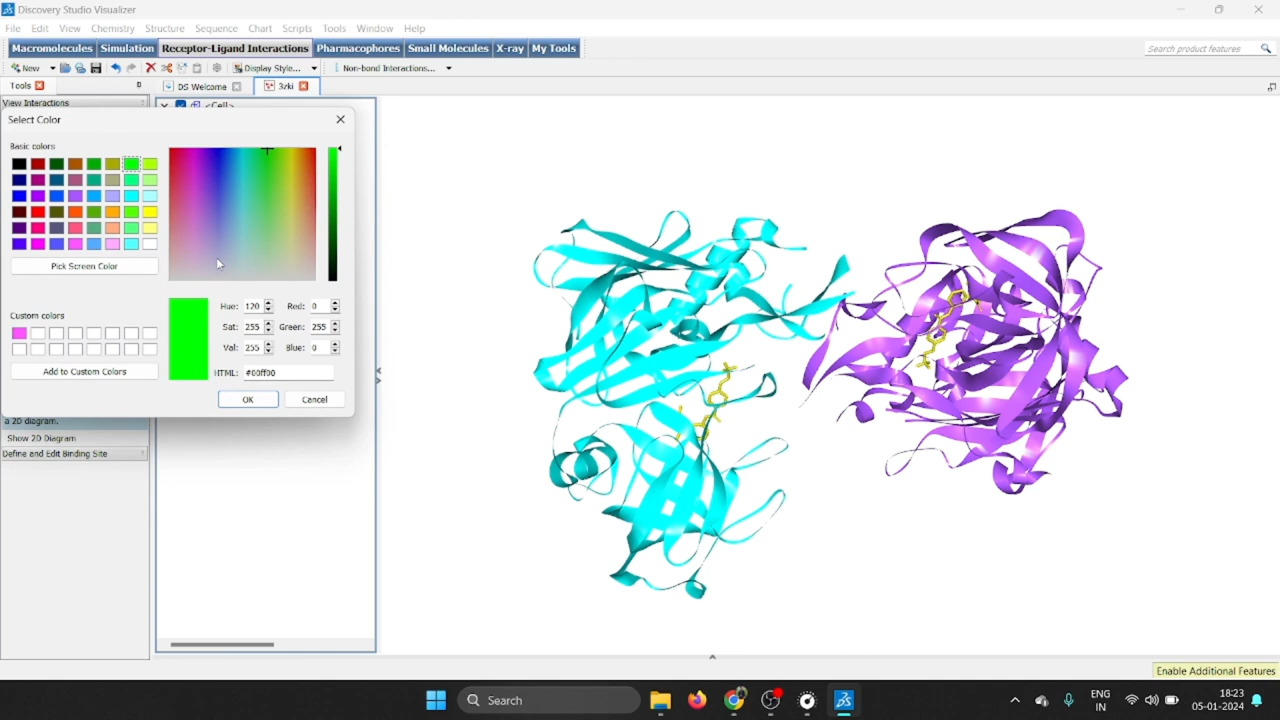 Discovery Studio Visualizer
File Edit View Chemistry Structure Sequence Chart Scripts Tools Window Help
Macromolecules Simulation Receptor-Ligand Interactions Pharmacophores Small Molecules X-ray My Tools
Search product features
New Display Style... Non-bond Interactions...
Tools DS Welcome 3zki
View Interactions
<Cell>
Select Color
Basic colors
Pick Screen Color
Custom colors
Hue: 120 Red: 0
Sat: 255 Green: 255
Val: 255 Blue: 0
HTML: #00ff00
Add to Custom Colors
OK Cancel
a 2D diagram.
Show 2D Diagram
Define and Edit Binding Site
Enable Additional Features
Search
ENG
IN
18:23
05-01-2024